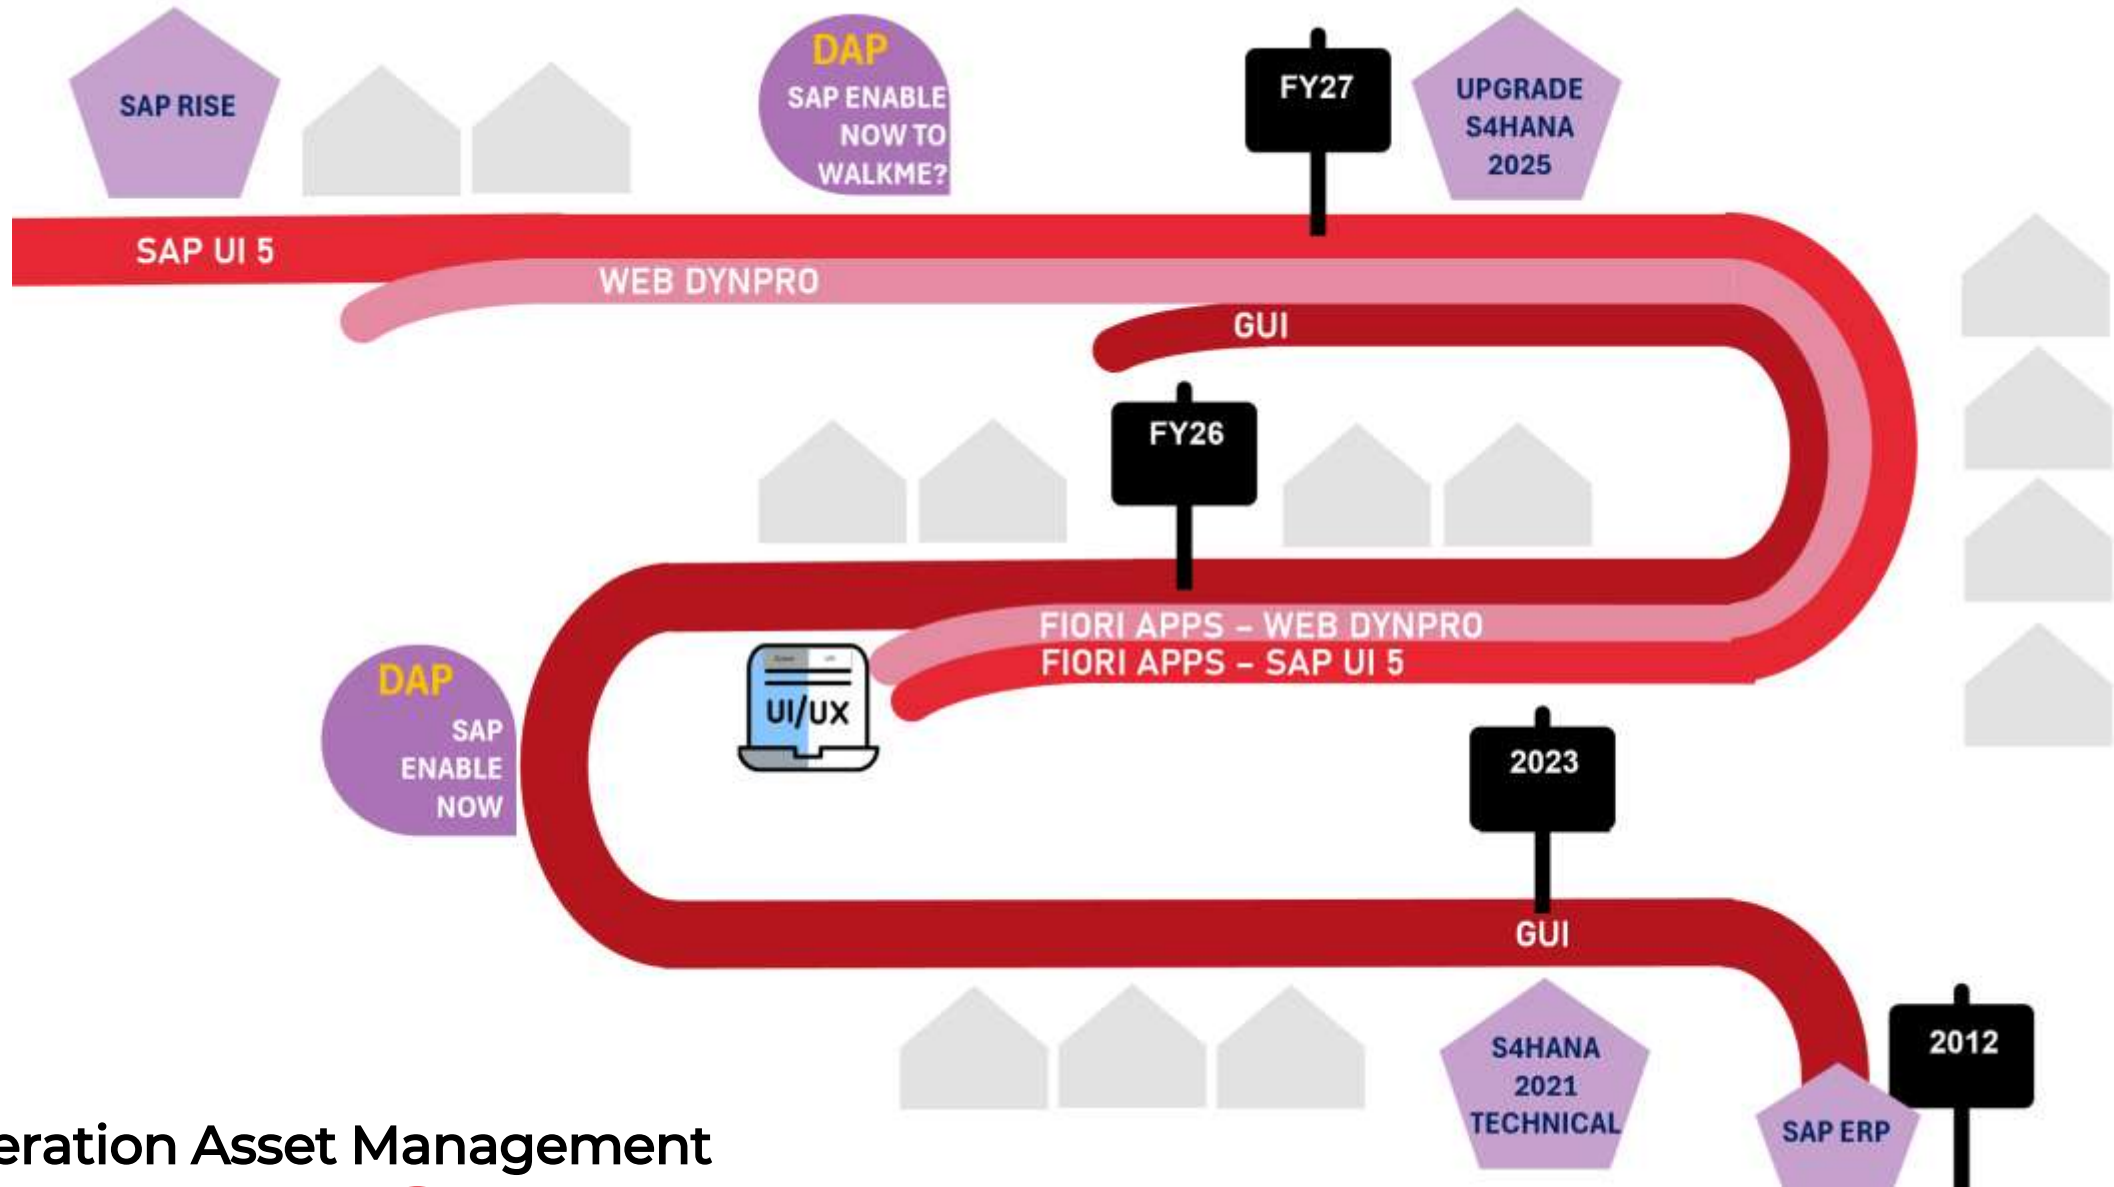 SAP RISE
DAP
SAP ENABLE
NOW TO
WALKME?
FY27
UPGRADE
S4HANA
2025
SAP UI 5
WEB DYNPRO
GUI
FY26
FIORI APPS – WEB DYNPRO
FIORI APPS – SAP UI 5
DAP
SAP
ENABLE
NOW
UI/UX
2023
GUI
S4HANA
2021
TECHNICAL
2012
SAP ERP
eration Asset Management